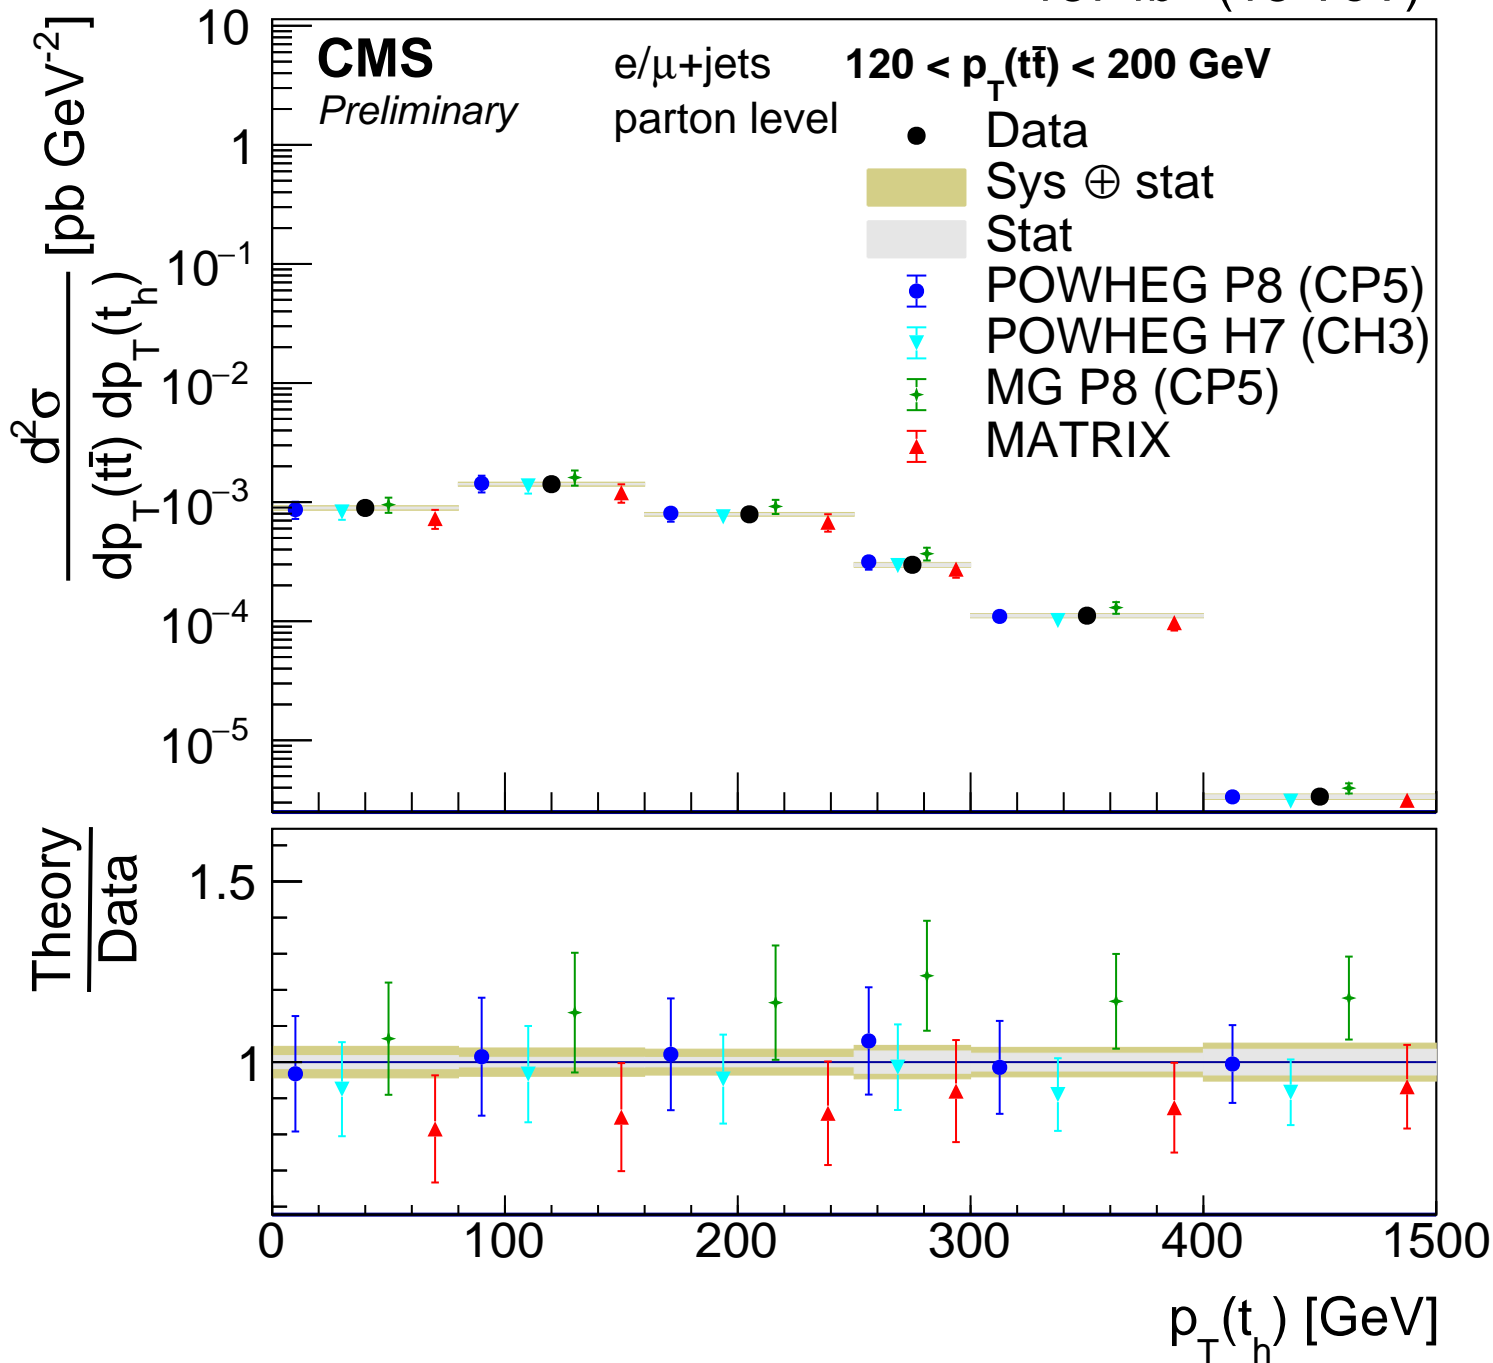 CMS
Preliminary
e/μ+jets
parton level
120 < p_T(tt̄) < 200 GeV
Data
Sys ⊕ stat
Stat
POWHEG P8 (CP5)
POWHEG H7 (CH3)
MG P8 (CP5)
MATRIX
d²σ
dp_T(tt̄) dp_T(t_h)
[pb GeV⁻²]
10
1
10⁻¹
10⁻²
10⁻³
10⁻⁴
10⁻⁵
Theory
Data
1.5
1
0 100 200 300 400 1500
p_T(t_h) [GeV]